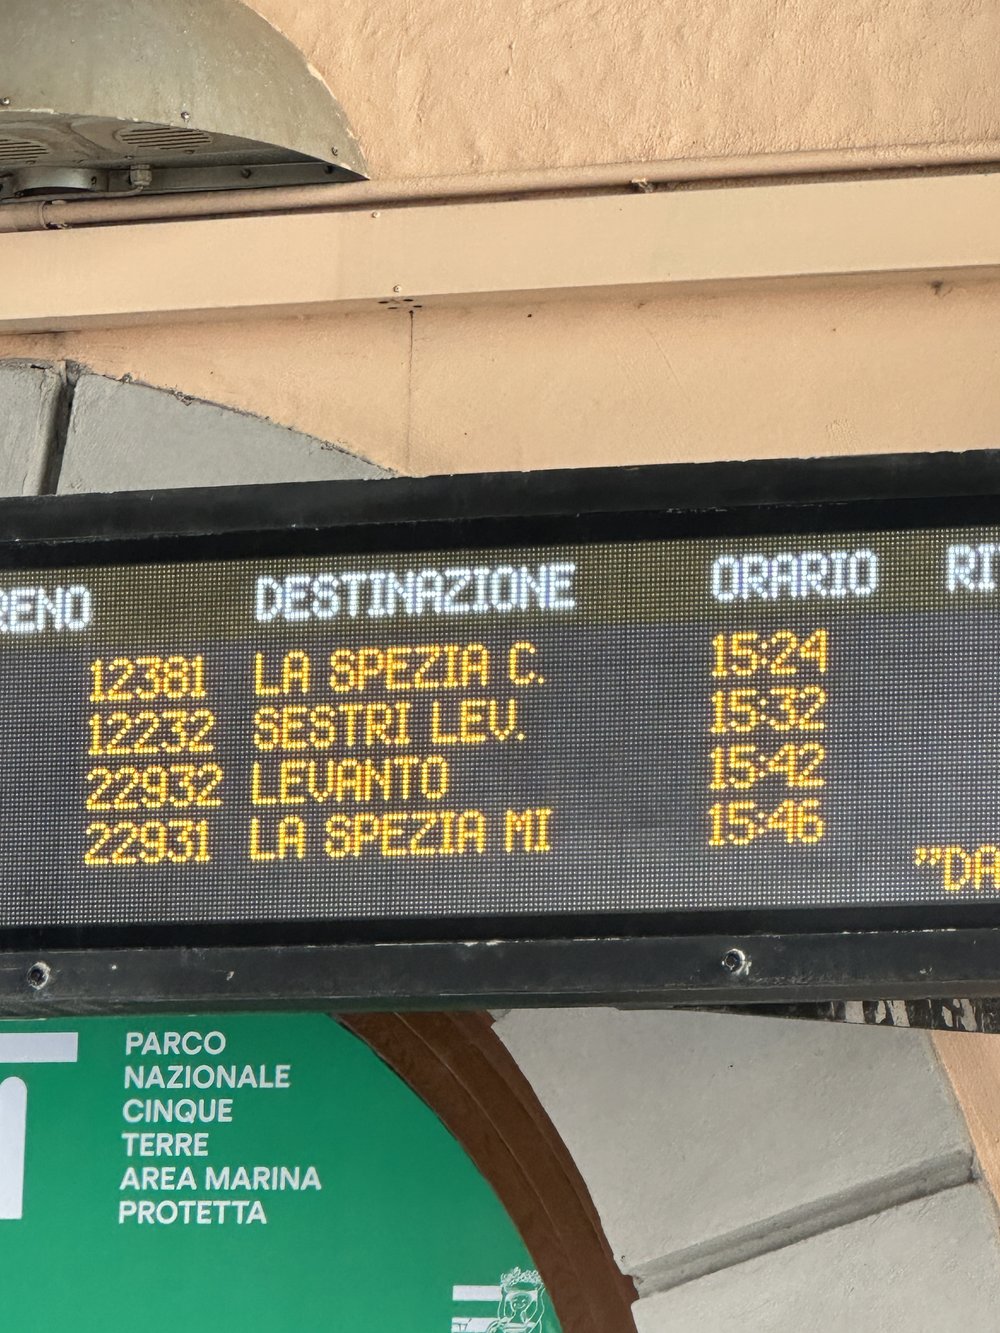 RENO DESTINAZIONE ORARIO RI
12381 LA SPEZIA C. 15:24
12232 SESTRI LEV. 15:32
22932 LEVANTO 15:42
22931 LA SPEZIA MI 15:46
"DA
PARCO
NAZIONALE
CINQUE
TERRE
AREA MARINA
PROTETTA